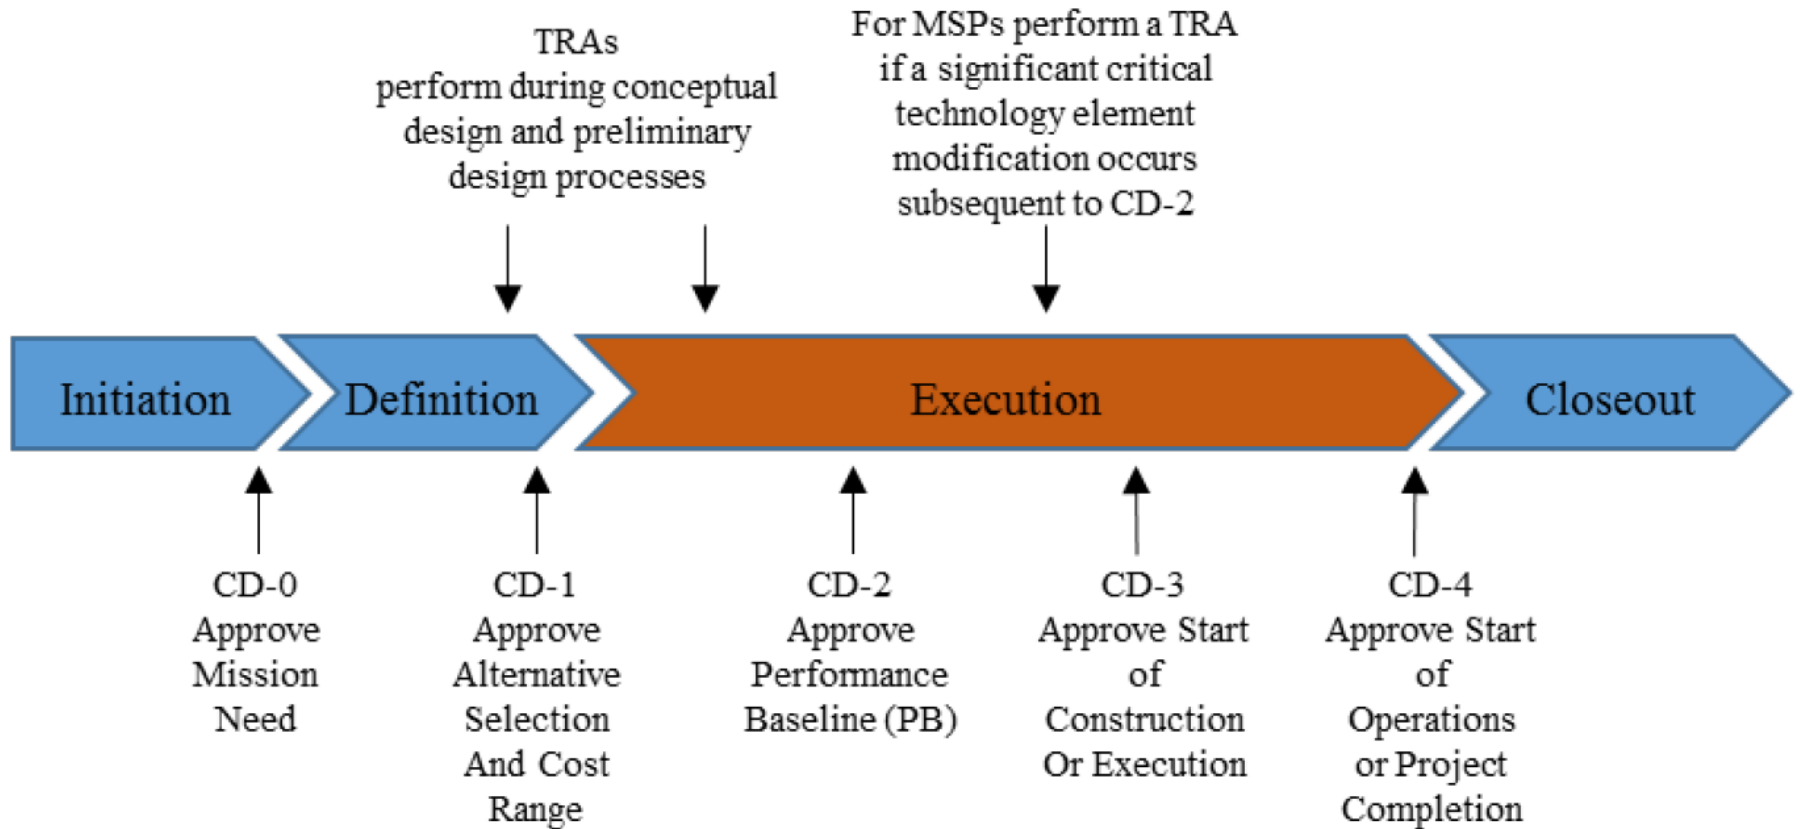 TRAs
perform during conceptual
design and preliminary
design processes
For MSPs perform a TRA
if a significant critical
technology element
modification occurs
subsequent to CD-2
Initiation
Definition
Execution
Closeout
CD-0
Approve
Mission
Need
CD-1
Approve
Alternative
Selection
And Cost
Range
CD-2
Approve
Performance
Baseline (PB)
CD-3
Approve Start
of
Construction
Or Execution
CD-4
Approve Start
of
Operations
or Project
Completion